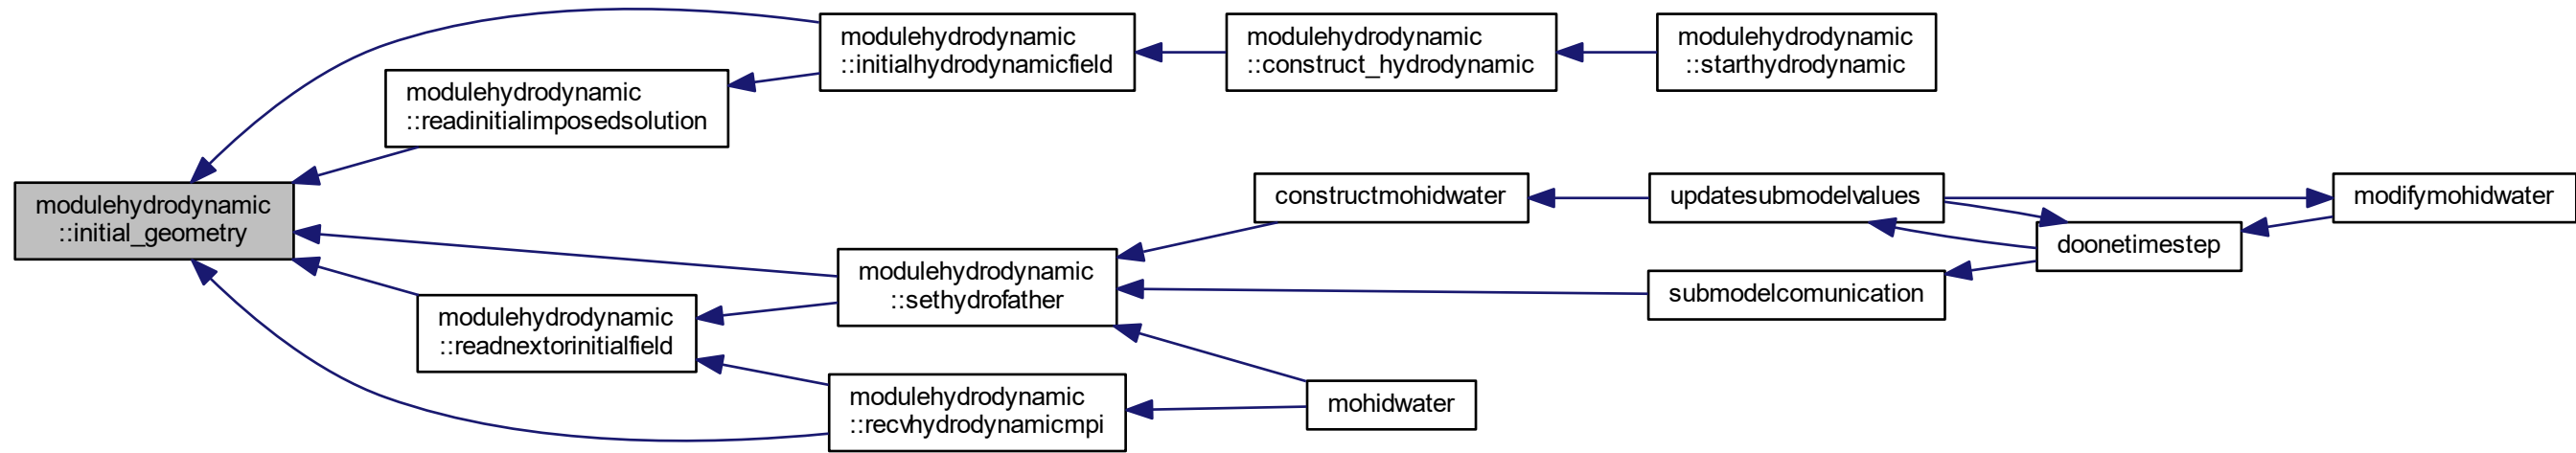 modulehydrodynamic
::initial_geometry
modulehydrodynamic
::readinitialimposedsolution
modulehydrodynamic
::initialhydrodynamicfield
modulehydrodynamic
::construct_hydrodynamic
modulehydrodynamic
::starthydrodynamic
modulehydrodynamic
::readnextorinitialfield
modulehydrodynamic
::sethydrofather
modulehydrodynamic
::recvhydrodynamicmpi
constructmohidwater
updatesubmodelvalues
modifymohidwater
doonetimestep
submodelcomunication
mohidwater